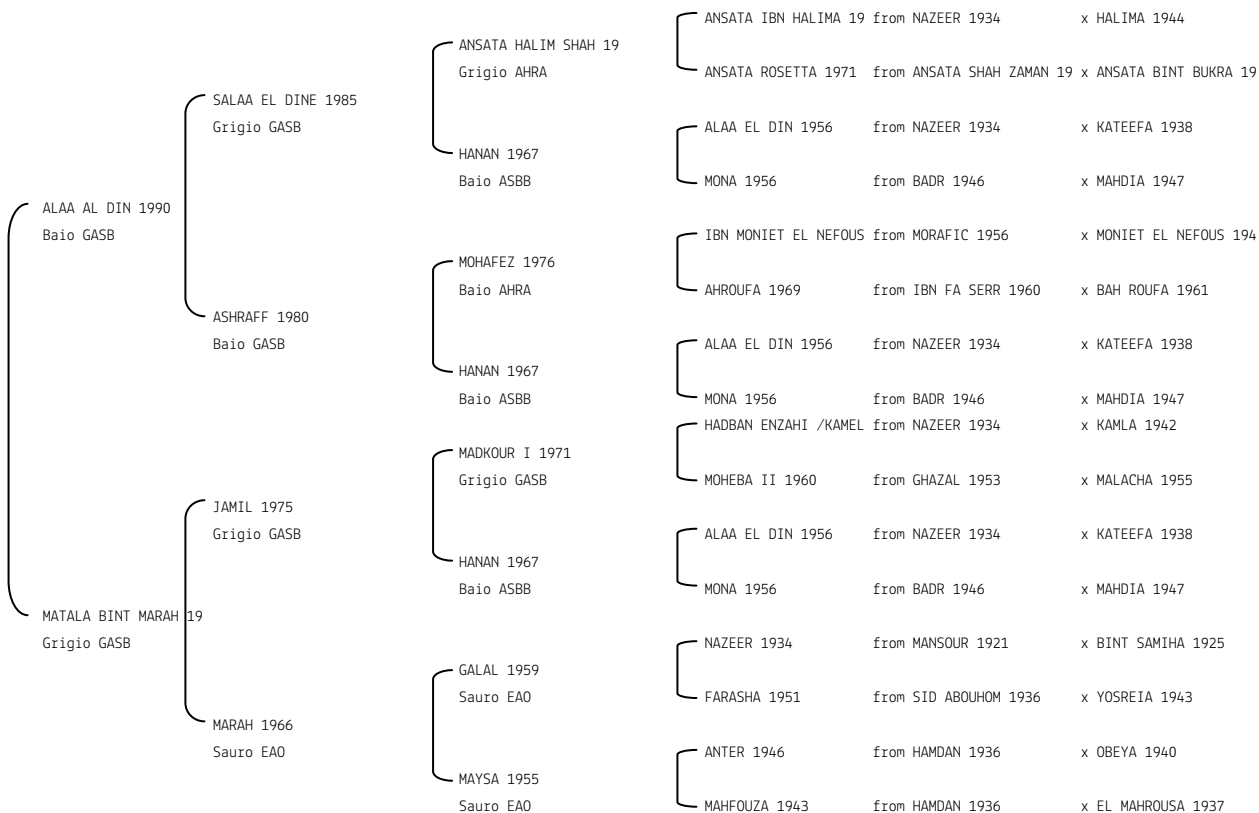 ANSATA IBN HALIMA 19 from NAZEER 1934 x HALIMA 1944
ANSATA HALIM SHAH 19
Grigio AHRA
ANSATA ROSETTA 1971 from ANSATA SHAH ZAMAN 19 x ANSATA BINT BUKRA 19
SALAA EL DINE 1985
Grigio GASB
ALAA EL DIN 1956 from NAZEER 1934 x KATEEFA 1938
HANAN 1967
Baio ASBB
MONA 1956 from BADR 1946 x MAHDIA 1947
ALAA AL DIN 1990
Baio GASB
IBN MONIET EL NEFOUS from MORAFIC 1956 x MONIET EL NEFOUS 194
MOHAFEZ 1976
Baio AHRA
AHROUFA 1969 from IBN FA SERR 1960 x BAH ROUFA 1961
ASHRAFF 1980
Baio GASB
ALAA EL DIN 1956 from NAZEER 1934 x KATEEFA 1938
HANAN 1967
Baio ASBB
MONA 1956 from BADR 1946 x MAHDIA 1947
HADBAN ENZAHI /KAMEL from NAZEER 1934 x KAMLA 1942
MADKOUR I 1971
Grigio GASB
MOHEBA II 1960 from GHAZAL 1953 x MALACHA 1955
JAMIL 1975
Grigio GASB
ALAA EL DIN 1956 from NAZEER 1934 x KATEEFA 1938
HANAN 1967
Baio ASBB
MONA 1956 from BADR 1946 x MAHDIA 1947
MATALA BINT MARAH 19
Grigio GASB
NAZEER 1934 from MANSOUR 1921 x BINT SAMIHA 1925
GALAL 1959
Sauro EAO
FARASHA 1951 from SID ABOUHOM 1936 x YOSREIA 1943
MARAH 1966
Sauro EAO
ANTER 1946 from HAMDAN 1936 x OBEYA 1940
MAYSA 1955
Sauro EAO
MAHFOUZA 1943 from HAMDAN 1936 x EL MAHROUSA 1937